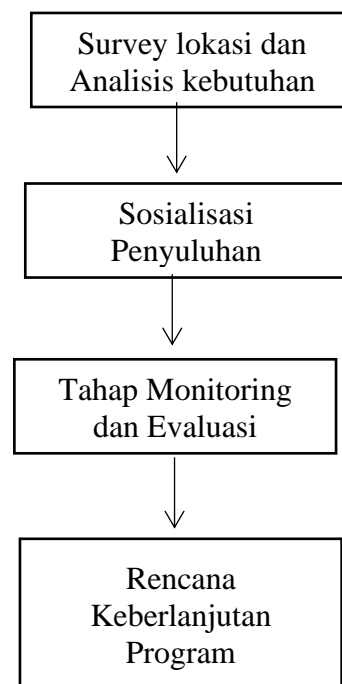 Survey lokasi dan
Analisis kebutuhan
Sosialisasi
Penyuluhan
Tahap Monitoring
dan Evaluasi
Rencana
Keberlanjutan
Program